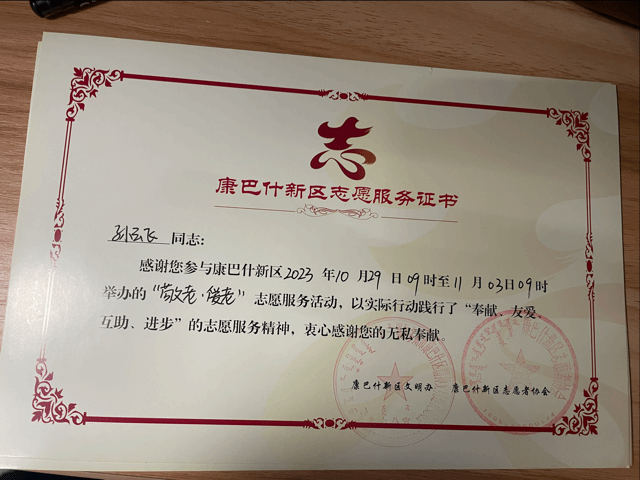 志
康巴什新区志愿服务证书
孙云飞 同志:
感谢您参与康巴什新区2023年10月29日09时至11月03日09时
举办的“敬老·爱老”志愿服务活动，以实际行动践行了“奉献、友爱、
互助、进步”的志愿服务精神，衷心感谢您的无私奉献。
康巴什新区文明办 康巴什新区志愿者协会